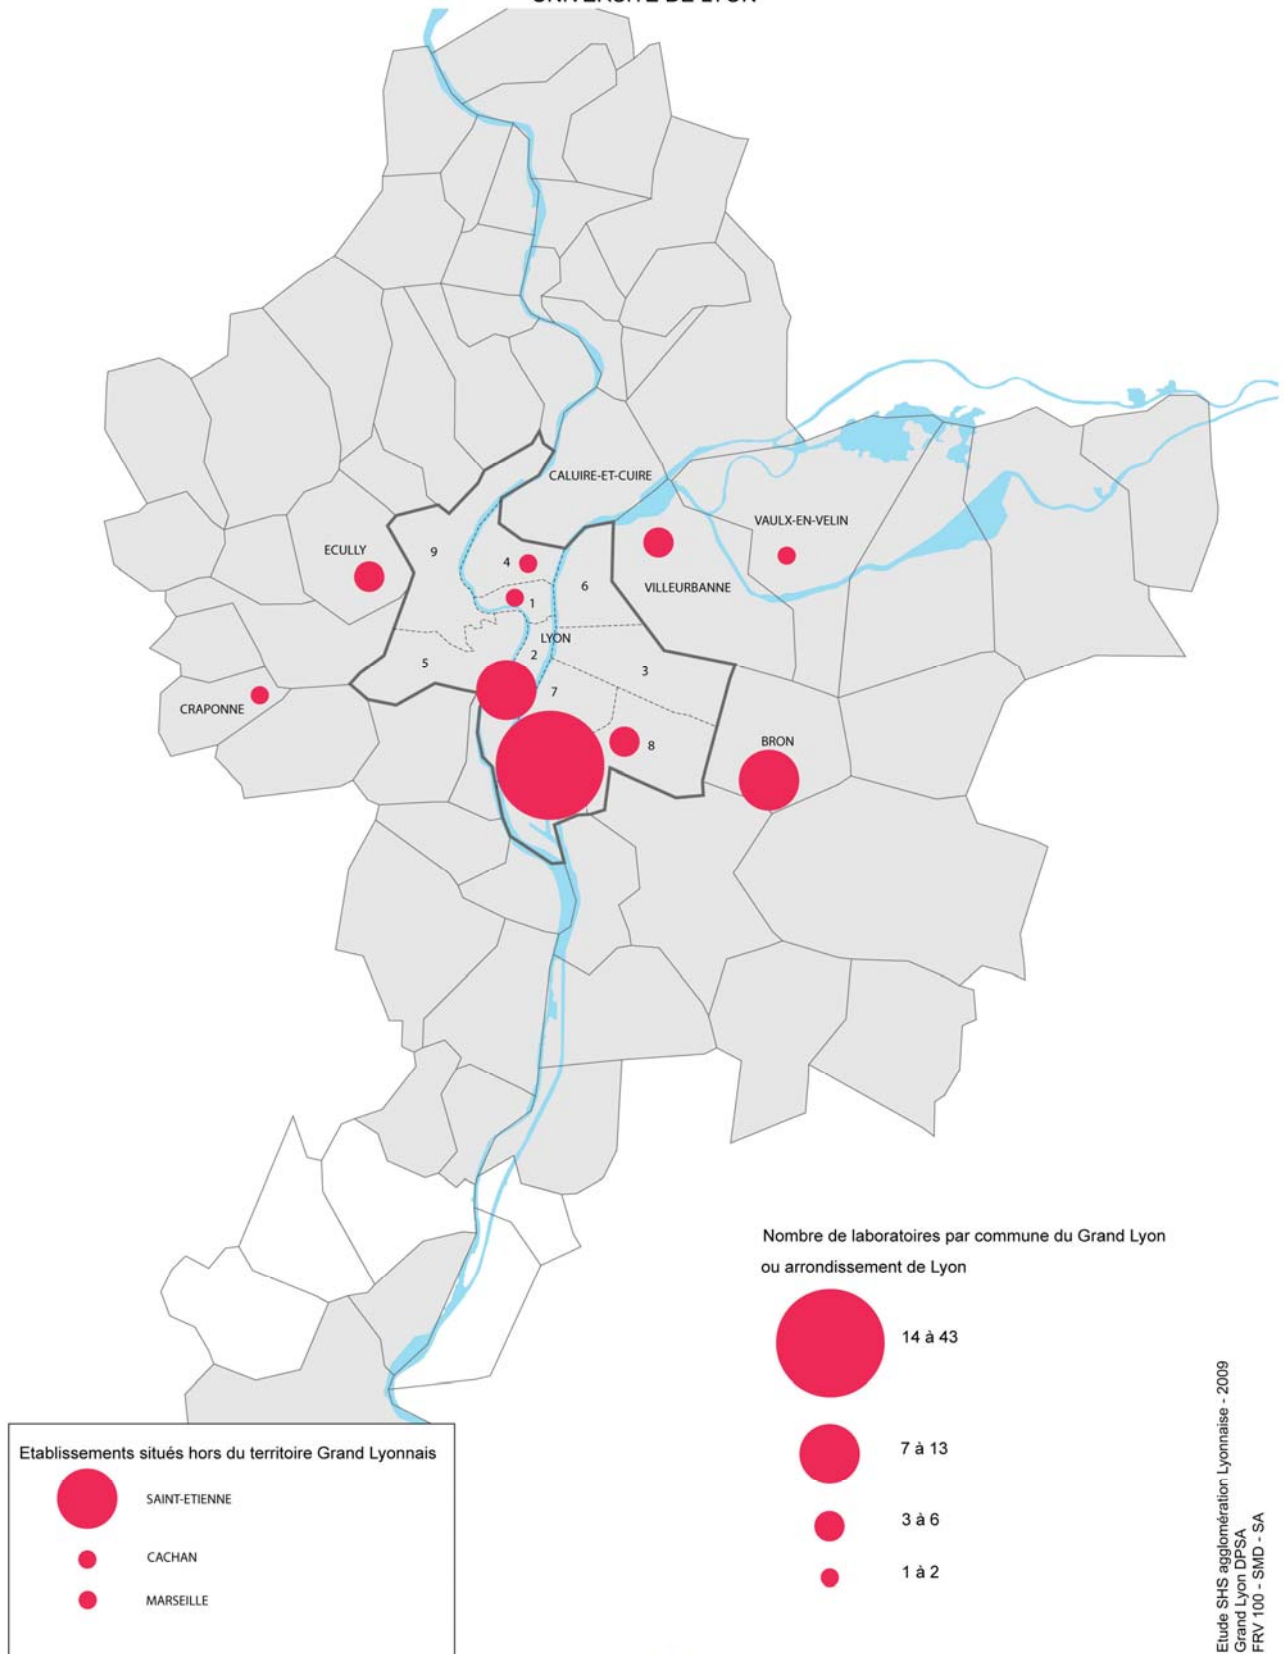 UNIVERSITE DE LYON
CALUIRE-ET-CUIRE
VAULX-EN-VELIN
ECULLY
9
4
6
VILLEURBANNE
1
LYON
2
5
3
7
CRAPONNE
8
BRON
Nombre de laboratoires par commune du Grand Lyon
ou arrondissement de Lyon
14 à 43
7 à 13
3 à 6
1 à 2
Etablissements situés hors du territoire Grand Lyonnais
SAINT-ETIENNE
CACHAN
MARSEILLE
Etude SHS agglomération Lyonnaise - 2009
Grand Lyon DPSA
FRV 100 - SMD - SA